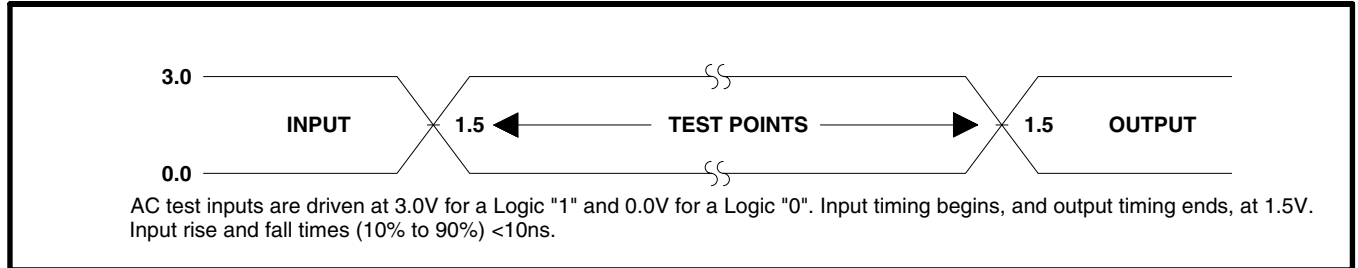 3.0
INPUT 1.5 TEST POINTS 1.5 OUTPUT
0.0
AC test inputs are driven at 3.0V for a Logic "1" and 0.0V for a Logic "0". Input timing begins, and output timing ends, at 1.5V.
Input rise and fall times (10% to 90%) <10ns.